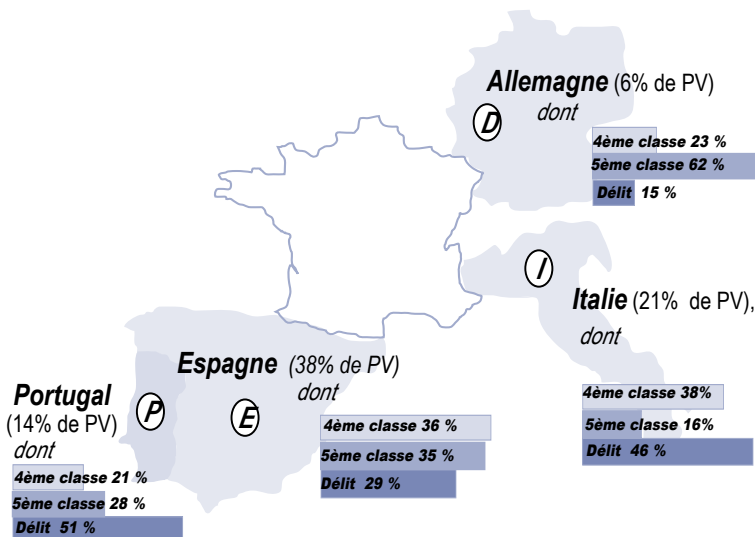 Allemagne (6% de PV)
dont
D
4ème classe 23 %
5ème classe 62 %
Délit 15 %
I
Italie (21% de PV),
dont
4ème classe 38%
5ème classe 16%
Délit 46 %
Espagne (38% de PV)
dont
E
4ème classe 36 %
5ème classe 35 %
Délit 29 %
Portugal
(14% de PV)
dont
P
4ème classe 21 %
5ème classe 28 %
Délit 51 %